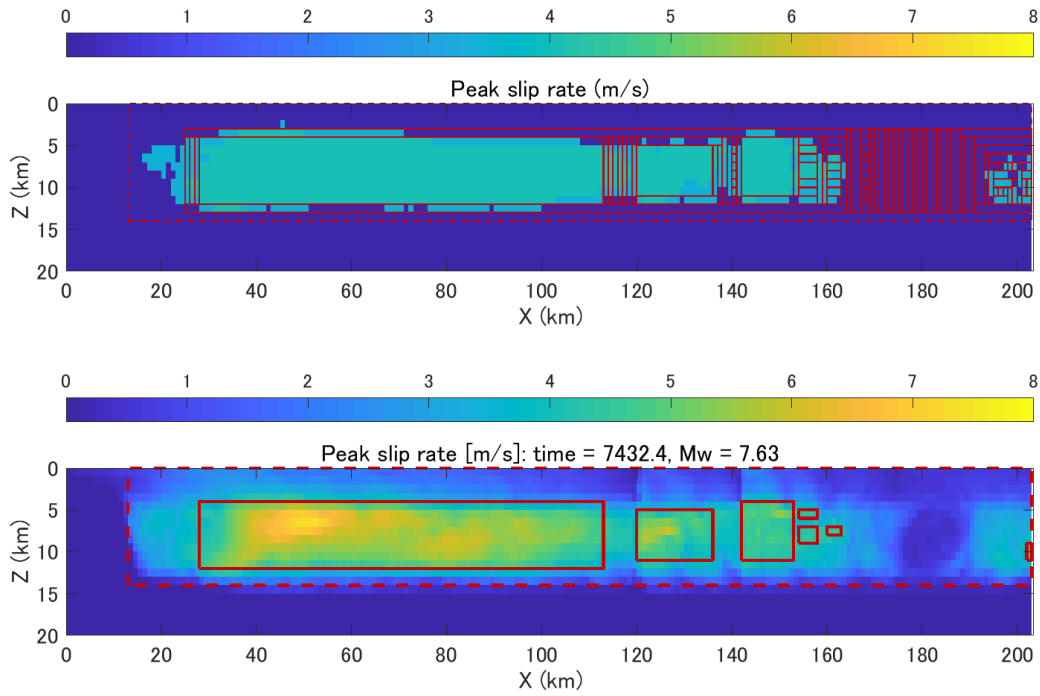 0 1 2 3 4 5 6 7 8
Peak slip rate (m/s)
0
5
10
15
20
Z (km)
0 20 40 60 80 100 120 140 160 180 200
X (km)
0 1 2 3 4 5 6 7 8
Peak slip rate [m/s]: time = 7432.4, Mw = 7.63
0
5
10
15
20
Z (km)
0 20 40 60 80 100 120 140 160 180 200
X (km)